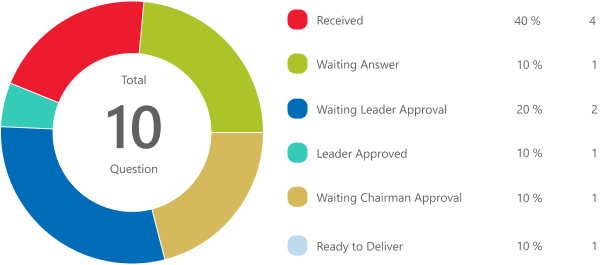 Total
10
Question
Received 40 % 4
Waiting Answer 10 % 1
Waiting Leader Approval 20 % 2
Leader Approved 10 % 1
Waiting Chairman Approval 10 % 1
Ready to Deliver 10 % 1